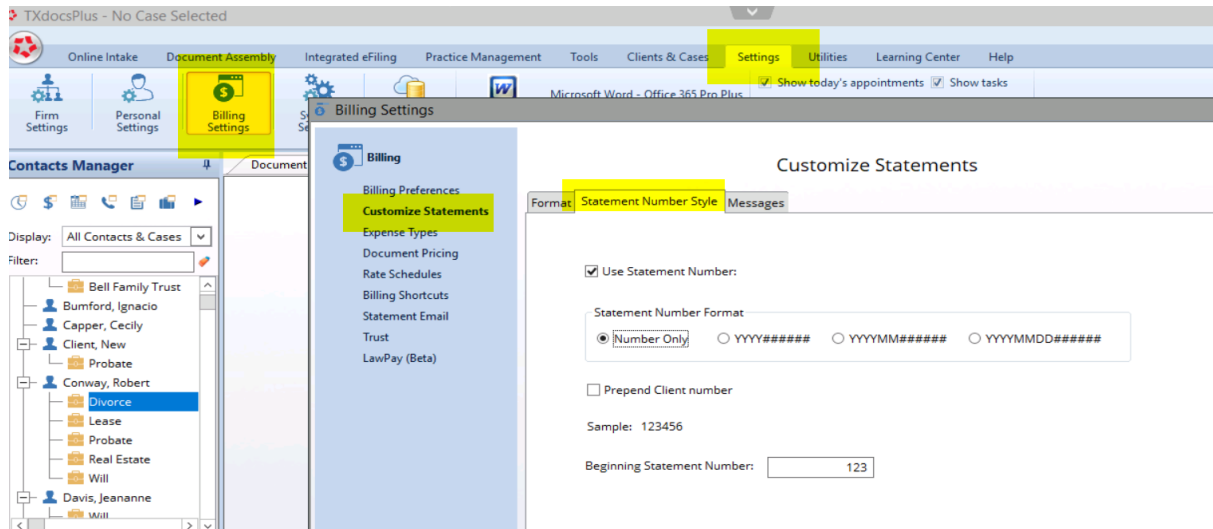 TXdocsPlus - No Case Selected
Online Intake Document Assembly Integrated eFiling Practice Management Tools Clients & Cases Settings Utilities Learning Center Help
Firm Settings
Personal Settings
Billing Settings
W
Microsoft Word - Office 365 Pro Plus
Show today's appointments Show tasks
Contacts Manager
Display: All Contacts & Cases
Filter:
Bell Family Trust
Bumford, Ignacio
Capper, Cecily
Client, New
Probate
Conway, Robert
Divorce
Lease
Probate
Real Estate
Will
Davis, Jeananne
Will
Document
Billing Settings
Billing
Billing Preferences
Customize Statements
Expense Types
Document Pricing
Rate Schedules
Billing Shortcuts
Statement Email
Trust
LawPay (Beta)
Customize Statements
Format Statement Number Style Messages
Use Statement Number:
Statement Number Format
Number Only YYYY###### YYYYMM###### YYYYMMDD######
Prepend Client number
Sample: 123456
Beginning Statement Number: 123